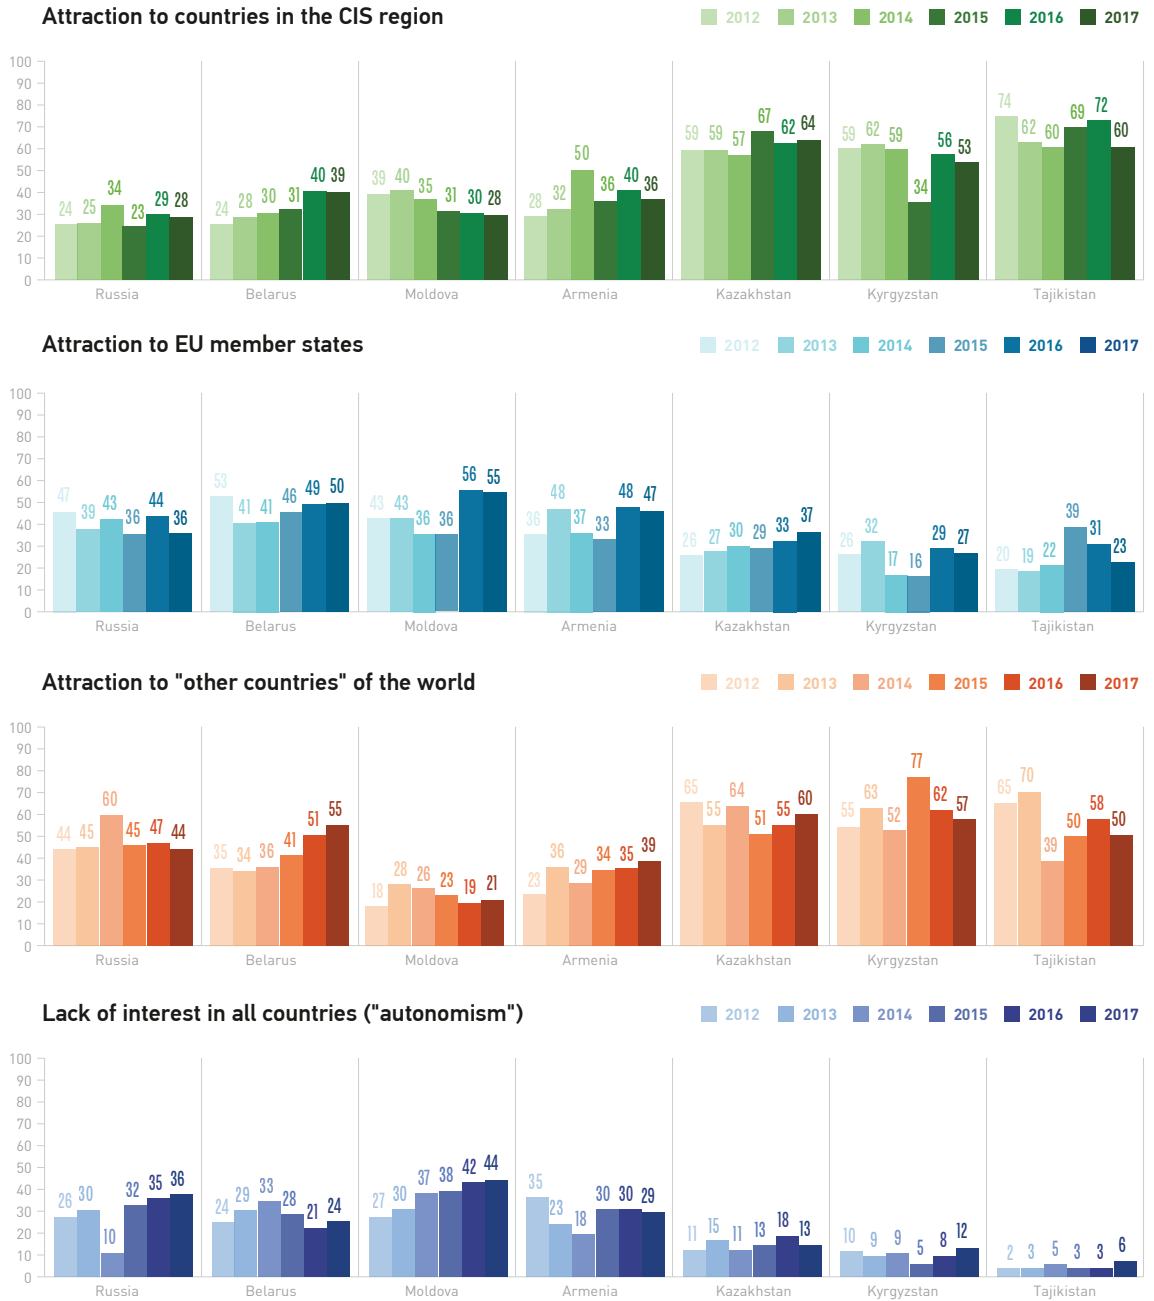 Attraction to countries in the CIS region
2012 2013 2014 2015 2016 2017
100
90
80
70
60
50
40
30
20
10
0
24 25 34 23 29 28
24 28 30 31 40 39
39 40 35 31 30 28
28 32 50 36 40 36
59 59 57 67 62 64
59 62 59 34 56 53
74 62 60 69 72 60
Russia Belarus Moldova Armenia Kazakhstan Kyrgyzstan Tajikistan
Attraction to EU member states
2012 2013 2014 2015 2016 2017
100
90
80
70
60
50
40
30
20
10
0
47 39 43 36 44 36
53 41 41 46 49 50
43 43 36 36 56 55
36 48 37 33 48 47
26 27 30 29 33 37
26 32 17 16 29 27
20 19 22 39 31 23
Russia Belarus Moldova Armenia Kazakhstan Kyrgyzstan Tajikistan
Attraction to "other countries" of the world
2012 2013 2014 2015 2016 2017
100
90
80
70
60
50
40
30
20
10
0
44 45 60 45 47 44
35 34 36 41 51 55
18 28 26 23 19 21
23 36 29 34 35 39
65 55 64 51 55 60
55 63 52 77 62 57
65 70 39 50 58 50
Russia Belarus Moldova Armenia Kazakhstan Kyrgyzstan Tajikistan
Lack of interest in all countries ("autonomism")
2012 2013 2014 2015 2016 2017
100
90
80
70
60
50
40
30
20
10
0
26 30 10 32 35 36
24 29 33 28 21 24
27 30 37 38 42 44
35 23 18 30 30 29
11 15 11 13 18 13
10 9 9 5 8 12
2 3 5 3 3 6
Russia Belarus Moldova Armenia Kazakhstan Kyrgyzstan Tajikistan